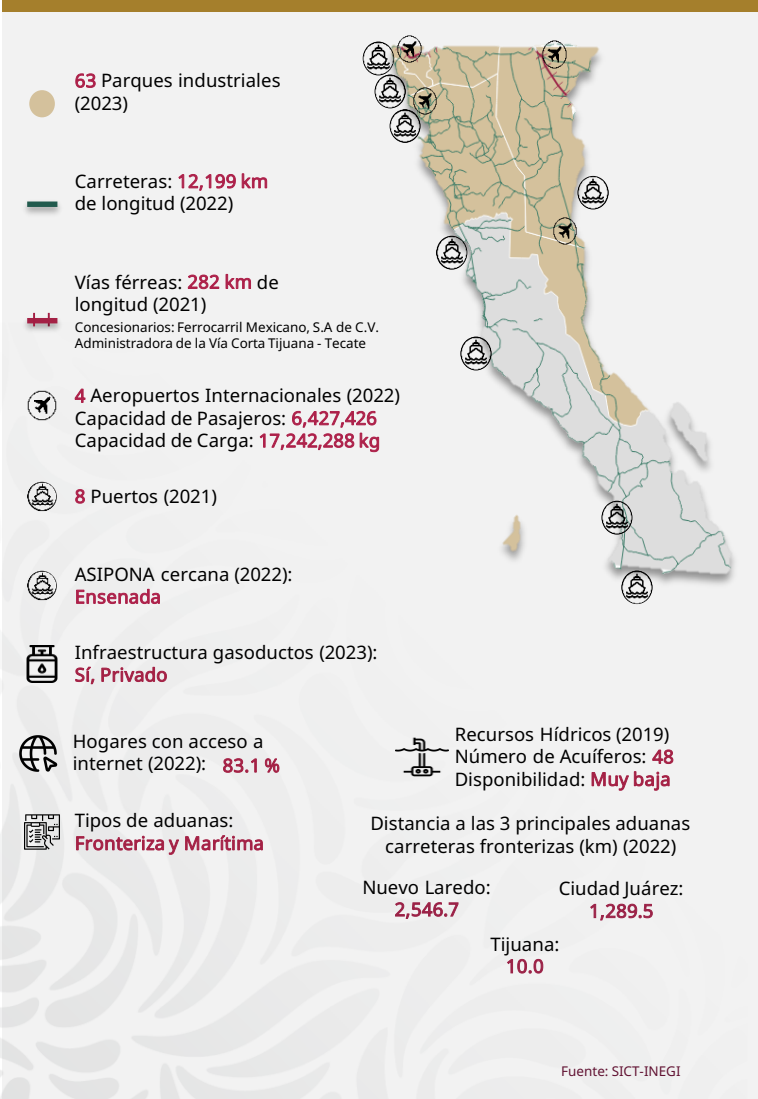 63 Parques industriales
(2023)
Carreteras: 12,199 km
de longitud (2022)
Vías férreas: 282 km de
longitud (2021)
Concesionarios: Ferrocarril Mexicano, S.A de C.V.
Administradora de la Vía Corta Tijuana - Tecate
4 Aeropuertos Internacionales (2022)
Capacidad de Pasajeros: 6,427,426
Capacidad de Carga: 17,242,288 kg
8 Puertos (2021)
ASIPONA cercana (2022):
Ensenada
Infraestructura gasoductos (2023):
Sí, Privado
Hogares con acceso a
internet (2022): 83.1 %
Tipos de aduanas:
Fronteriza y Marítima
Recursos Hídricos (2019)
Número de Acuíferos: 48
Disponibilidad: Muy baja
Distancia a las 3 principales aduanas
carreteras fronterizas (km) (2022)
Nuevo Laredo:
2,546.7
Ciudad Juárez:
1,289.5
Tijuana:
10.0
Fuente: SICT-INEGI